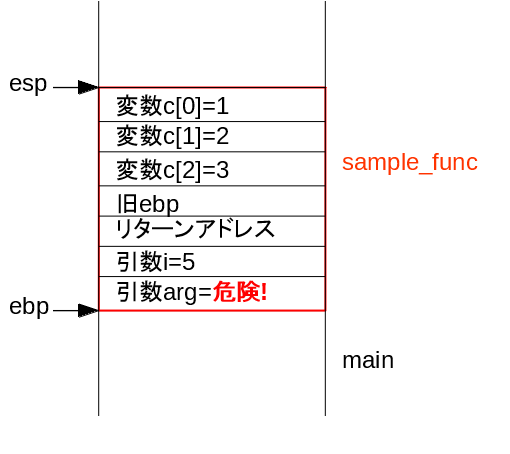 esp
変数c[0]=1
変数c[1]=2
変数c[2]=3
sample_func
旧ebp
リターンアドレス
引数i=5
引数arg=危険!
ebp
main